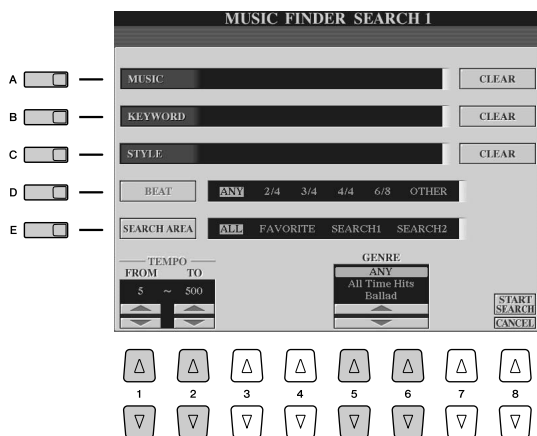 MUSIC FINDER SEARCH 1
A
MUSIC
CLEAR
B
KEYWORD
CLEAR
C
STYLE
CLEAR
D
BEAT
ANY 2/4 3/4 4/4 6/8 OTHER
E
SEARCH AREA
ALL FAVORITE SEARCH1 SEARCH2
TEMPO
FROM TO
5 ~ 500
GENRE
ANY
All Time Hits
Ballad
START
SEARCH
CANCEL
1 2 3 4 5 6 7 8